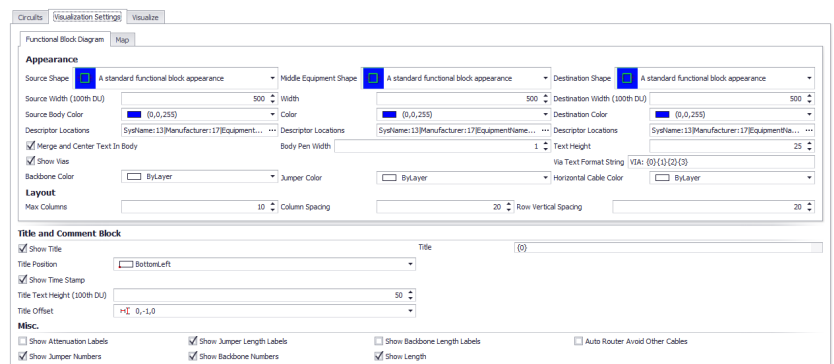 Circuits Visualization Settings Visualize
Functional Block Diagram Map
Appearance
Source Shape A standard functional block appearance Middle Equipment Shape A standard functional block appearance Destination Shape A standard functional block appearance
Source Width (100th DU) 500 Width 500 Destination Width (100th DU) 500
Source Body Color (0,0,255) Color (0,0,255) Destination Color (0,0,255)
Descriptor Locations SysName:13|Manufacturer:17|Equipment... ... Descriptor Locations SysName:13|Manufacturer:17|EquipmentName... ... Descriptor Locations SysName:13|Manufacturer:17|EquipmentNa... ...
Merge and Center Text In Body Body Pen Width 1 Text Height 25
Show Vias Via Text Format String VIA: {0}{1}{2}{3}
Backbone Color ByLayer Jumper Color ByLayer Horizontal Cable Color ByLayer
Layout
Max Columns 10 Column Spacing 20 Row Vertical Spacing 20
Title and Comment Block
Show Title Title {0}
Title Position BottomLeft
Show Time Stamp
Title Text Height (100th DU) 50
Title Offset 0,-1,0
Misc.
Show Attenuation Labels Show Jumper Length Labels Show Backbone Length Labels Auto Router Avoid Other Cables
Show Jumper Numbers Show Backbone Numbers Show Length